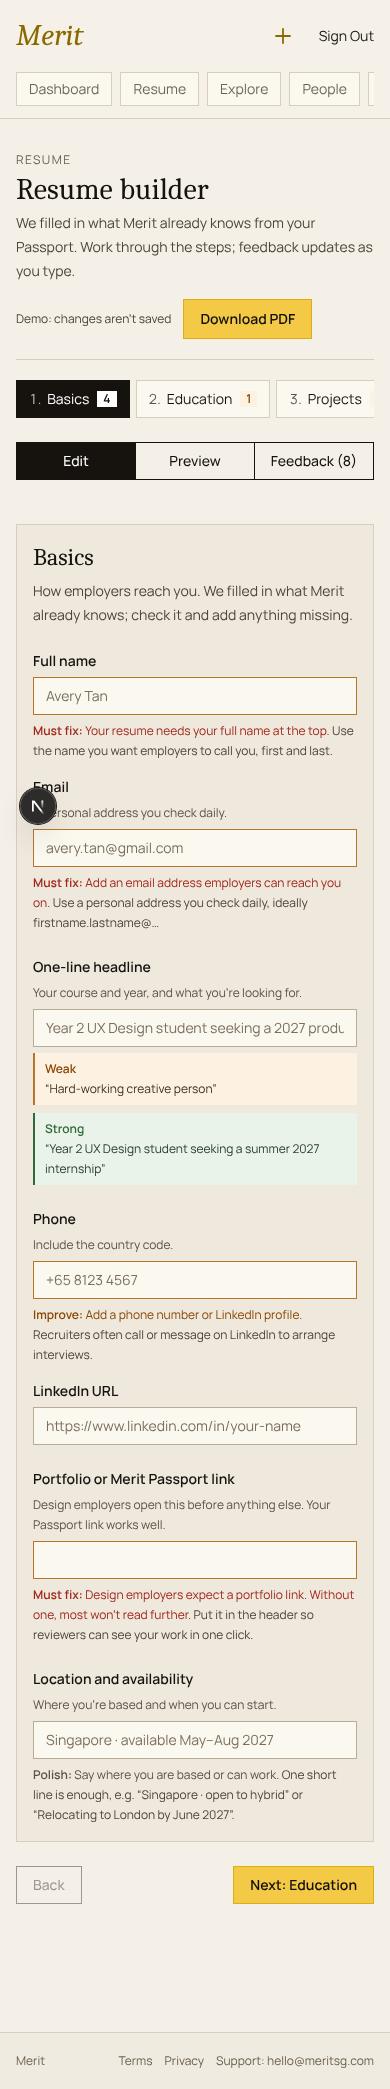 Merit
Sign Out
Dashboard
Resume
Explore
People
RESUME
Resume builder
We filled in what Merit already knows from your
Passport. Work through the steps; feedback updates as
you type.
Demo: changes aren't saved
Download PDF
1. Basics 4
2. Education 1
3. Projects
Edit
Preview
Feedback (8)
Basics
How employers reach you. We filled in what Merit
already knows; check it and add anything missing.
Full name
Avery Tan
Must fix: Your resume needs your full name at the top. Use
the name you want employers to call you, first and last.
Email
N
personal address you check daily.
avery.tan@gmail.com
Must fix: Add an email address employers can reach you
on. Use a personal address you check daily, ideally
firstname.lastname@…
One-line headline
Your course and year, and what you're looking for.
Year 2 UX Design student seeking a 2027 produ
Weak
“Hard-working creative person”
Strong
“Year 2 UX Design student seeking a summer 2027
internship”
Phone
Include the country code.
+65 8123 4567
Improve: Add a phone number or LinkedIn profile.
Recruiters often call or message on LinkedIn to arrange
interviews.
LinkedIn URL
https://www.linkedin.com/in/your-name
Portfolio or Merit Passport link
Design employers open this before anything else. Your
Passport link works well.
Must fix: Design employers expect a portfolio link. Without
one, most won't read further. Put it in the header so
reviewers can see your work in one click.
Location and availability
Where you're based and when you can start.
Singapore · available May–Aug 2027
Polish: Say where you are based or can work. One short
line is enough, e.g. “Singapore · open to hybrid” or
“Relocating to London by June 2027”.
Back
Next: Education
Merit
Terms
Privacy
Support: hello@meritsg.com